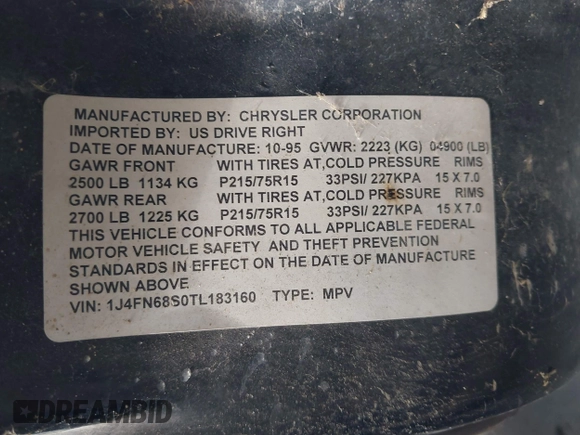 MANUFACTURED BY: CHRYSLER CORPORATION
IMPORTED BY: US DRIVE RIGHT
DATE OF MANUFACTURE: 10-95 GVWR: 2223 (KG) 04900 (LB)
GAWR FRONT WITH TIRES AT,COLD PRESSURE RIMS
2500 LB 1134 KG P215/75R15 33PSI/ 227KPA 15 X 7.0
GAWR REAR WITH TIRES AT,COLD PRESSURE RIMS
2700 LB 1225 KG P215/75R15 33PSI/ 227KPA 15 X 7.0
THIS VEHICLE CONFORMS TO ALL APPLICABLE FEDERAL
MOTOR VEHICLE SAFETY AND THEFT PREVENTION
STANDARDS IN EFFECT ON THE DATE OF MANUFACTURE
SHOWN ABOVE
VIN: 1J4FN68S0TL183160 TYPE: MPV
DREAMBID